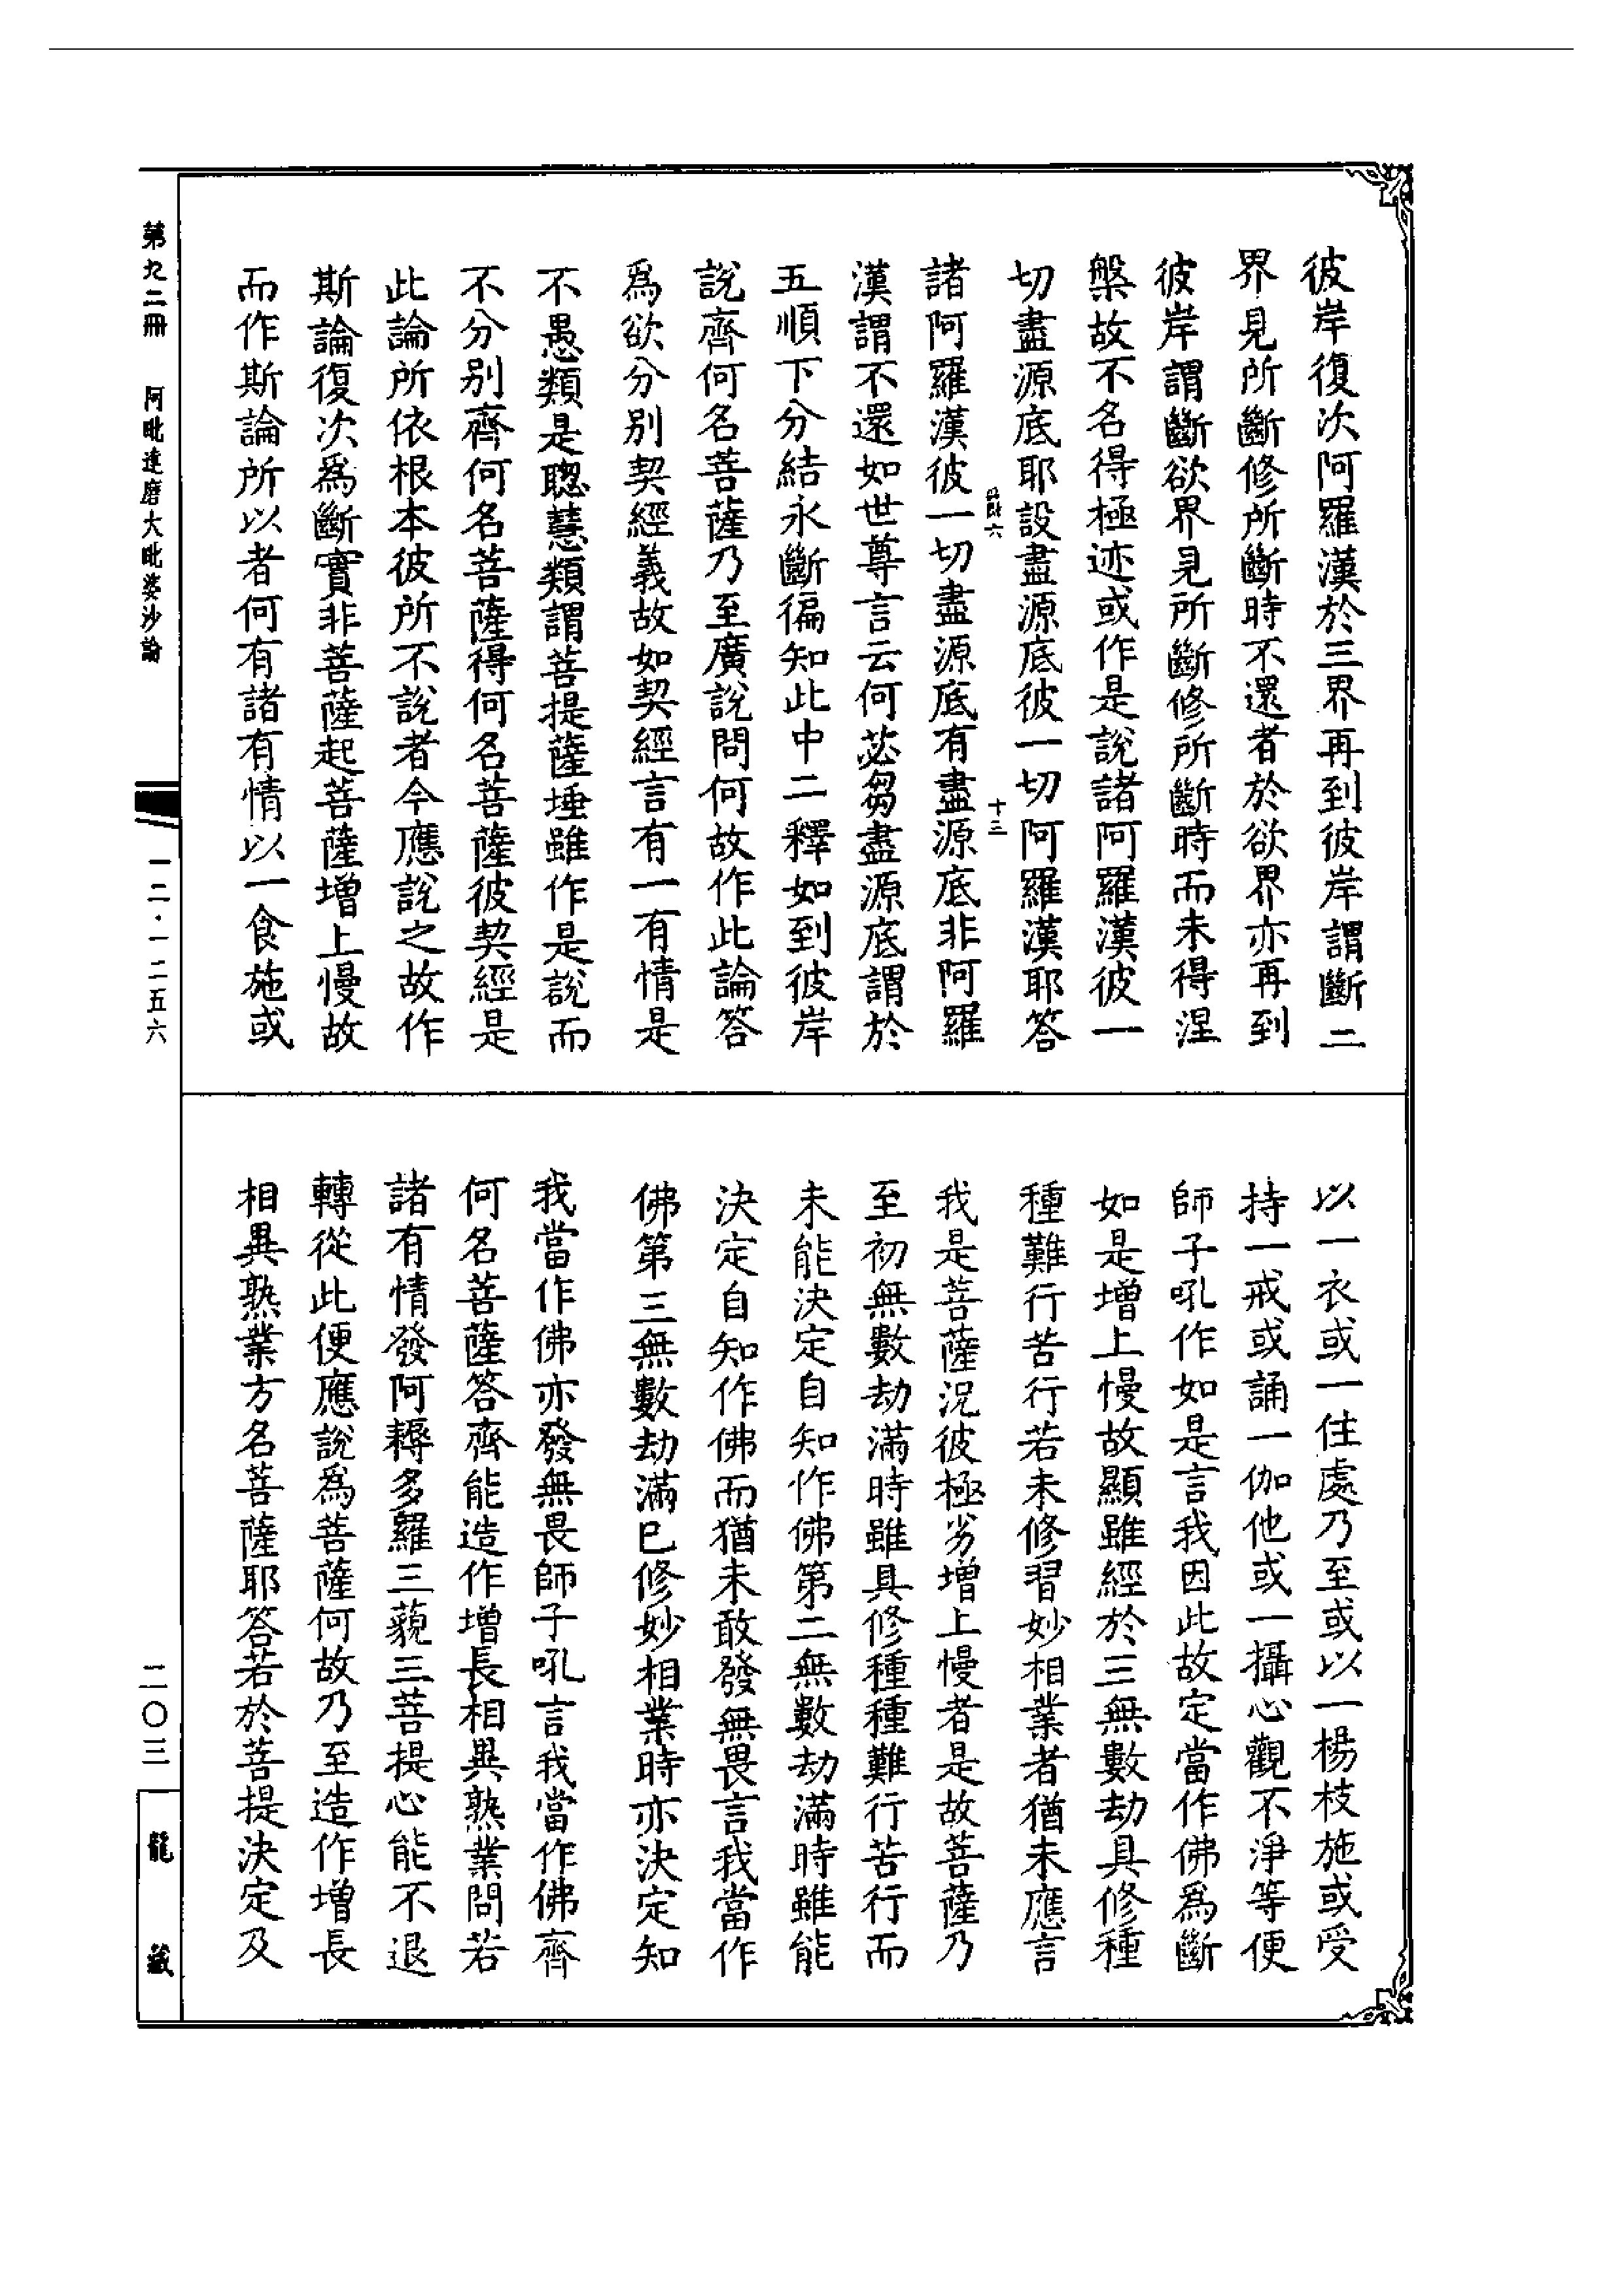 彼岸復次阿羅漢於三界再到彼岸謂斷二
界見所斷修所斷時不還者於欲界亦再到
彼岸謂斷欲界見所斷修所斷時而未得涅
槃故不名得極迹或作是說諸阿羅漢彼一
切盡源底耶設盡源底彼一切阿羅漢耶答
十三
諸阿羅漢彼一切盡源底有盡源底非阿羅
漢謂不還如世尊言云何苾芻盡源底謂於
五順下分結永斷徧知此中二釋如到彼岸
說齊何名菩薩乃至廣說問何故作此論答
爲欲分別契經義故如契經言有一有情是
不愚類是聰慧類謂菩提薩埵雖作是說而
不分別齊何名菩薩得何名菩薩彼契經是
此論所依根本彼所不說者今應說之故作
斯論復次爲斷實非菩薩起菩薩增上慢故
而作斯論所以者何有諸有情以一食施或
以一衣或一住處乃至或以一楊枝施或受
持一戒或誦一伽他或一攝心觀不淨等便
師子吼作如是言我因此故定當作佛爲斷
如是增上慢故顯雖經於三無數劫具修種
種難行苦行若未修習妙相業者猶未應言
我是菩薩況彼極劣增上慢者是故菩薩乃
至初無數劫滿時雖具修種種難行苦行而
未能決定自知作佛第二無數劫滿時雖能
決定自知作佛而猶未敢發無畏言我當作
佛第三無數劫滿已修妙相業時亦決定知
我當作佛亦發無畏師子吼言我當作佛齊
何名菩薩答齊能造作增長相異熟業問若
諸有情發阿耨多羅三藐三菩提心能不退
轉從此便應說爲菩薩何故乃至造作增長
相異熟業方名菩薩耶答若於菩提決定及
第九二冊 阿毗達磨大毗婆沙論
一二·一二五六
二〇三
龍藏